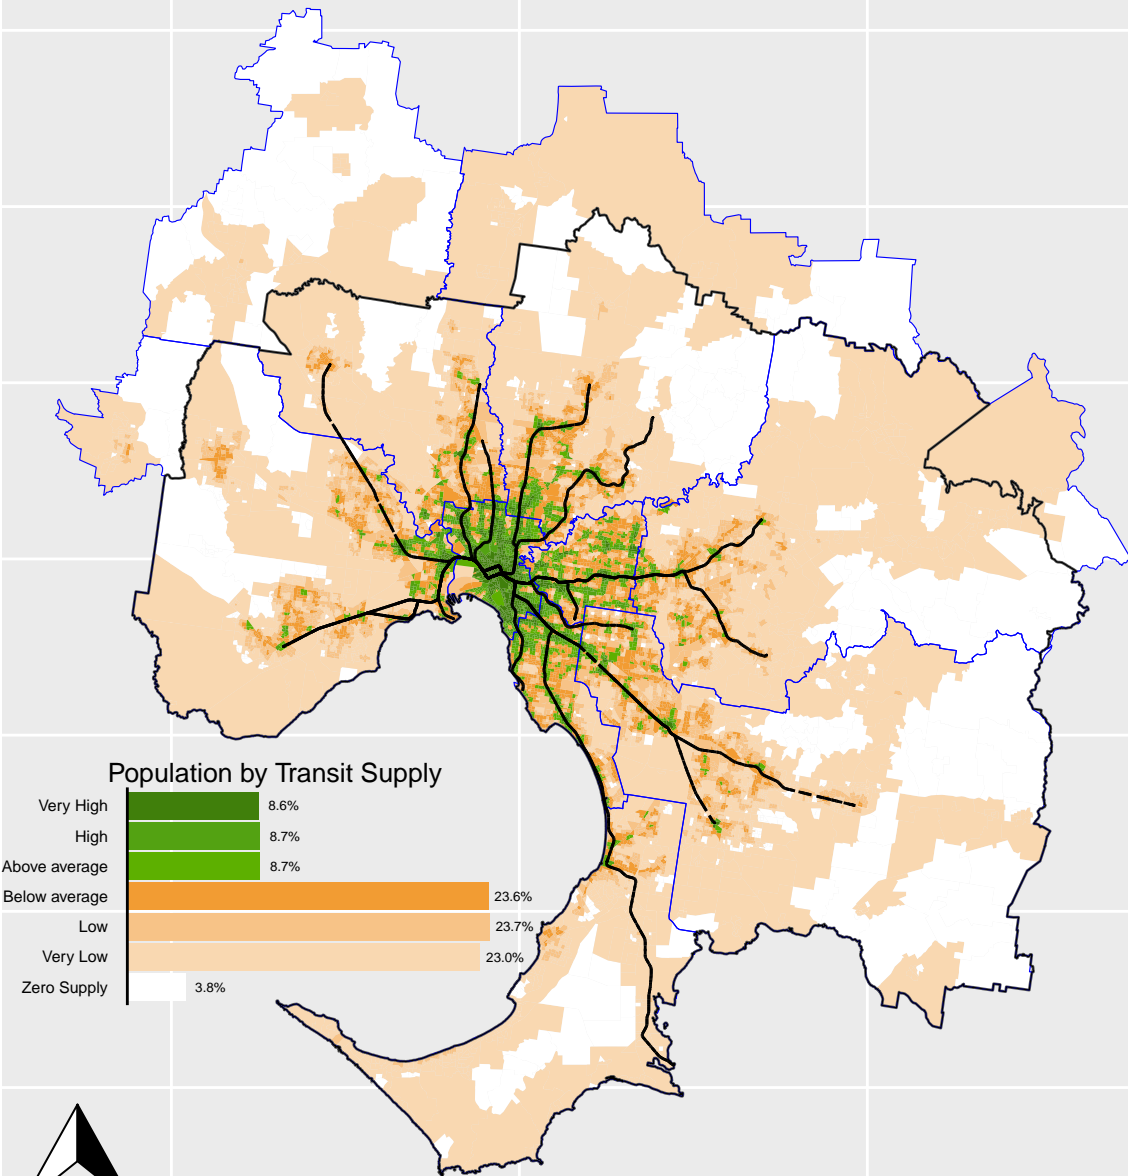 Population by Transit Supply
Very High 8.6%
High 8.7%
Above average 8.7%
Below average 23.6%
Low 23.7%
Very Low 23.0%
Zero Supply 3.8%